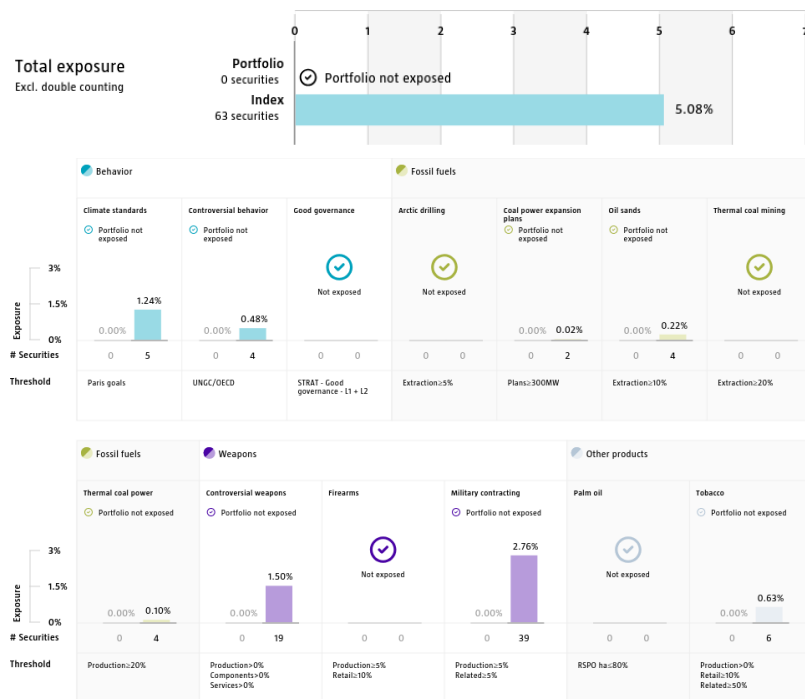 0 1 2 3 4 5 6 7
Total exposure
Excl. double counting
Portfolio
0 securities
Portfolio not exposed
Index
63 securities
5.08%
Behavior
Fossil fuels
Climate standards
Portfolio not
exposed
Controversial behavior
Portfolio not
exposed
Good governance
Not exposed
Arctic drilling
Not exposed
Coal power expansion
plans
Portfolio not
exposed
Oil sands
Portfolio not
exposed
Thermal coal mining
Not exposed
Exposure
3%
1.5%
0%
0.00% 1.24% 0.00% 0.48% 0.00% 0.02% 0.00% 0.22%
# Securities 0 5 0 4 0 0 0 0 0 2 0 4 0 0
Threshold
Paris goals
UNGC/OECD
STRAT - Good
governance - L1 + L2
Extraction≥5%
Plans≥300MW
Extraction≥10%
Extraction≥20%
Fossil fuels
Weapons
Other products
Thermal coal power
Portfolio not exposed
Controversial weapons
Portfolio not exposed
Firearms
Not exposed
Military contracting
Portfolio not exposed
Palm oil
Not exposed
Tobacco
Portfolio not exposed
Exposure
3%
1.5%
0%
0.00% 0.10% 0.00% 1.50% 0.00% 2.76% 0.00% 0.63%
# Securities 0 4 0 19 0 0 0 39 0 0 0 6
Threshold
Production≥20%
Production>0%
Components>0%
Services>0%
Production≥5%
Retail≥10%
Production≥5%
Related≥5%
RSPO ha≤80%
Production>0%
Retail≥10%
Related≥50%